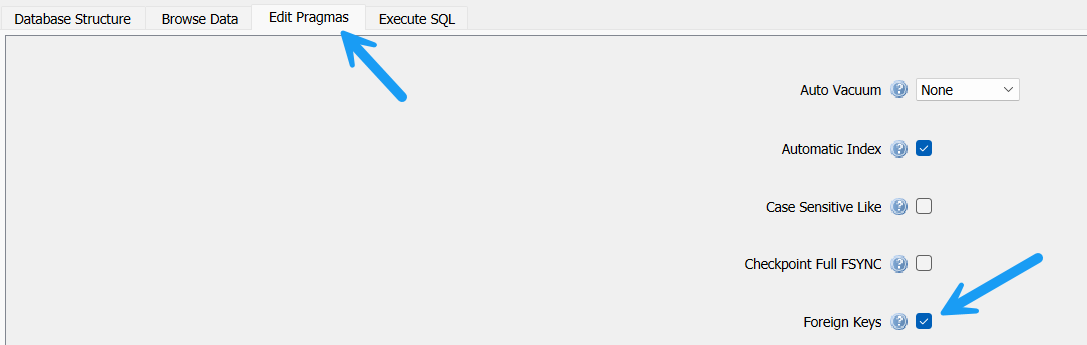 Database Structure Browse Data Edit Pragmas Execute SQL
Auto Vacuum ? None
Automatic Index ?
Case Sensitive Like ?
Checkpoint Full FSYNC ?
Foreign Keys ?